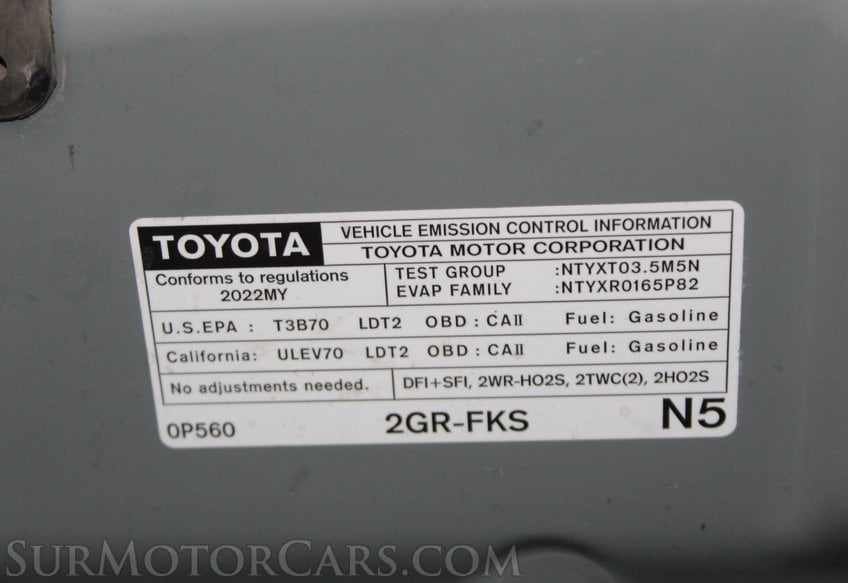 TOYOTA
VEHICLE EMISSION CONTROL INFORMATION
TOYOTA MOTOR CORPORATION
Conforms to regulations
2022MY
TEST GROUP :NTYXT03.5M5N
EVAP FAMILY :NTYXR0165P82
U.S.EPA : T3B70 LDT2 OBD : CAII Fuel: Gasoline
California: ULEV70 LDT2 OBD : CAII Fuel: Gasoline
No adjustments needed. DFI+SFI, 2WR-HO2S, 2TWC(2), 2HO2S
0P560 2GR-FKS N5
SURMOTORCARS.COM